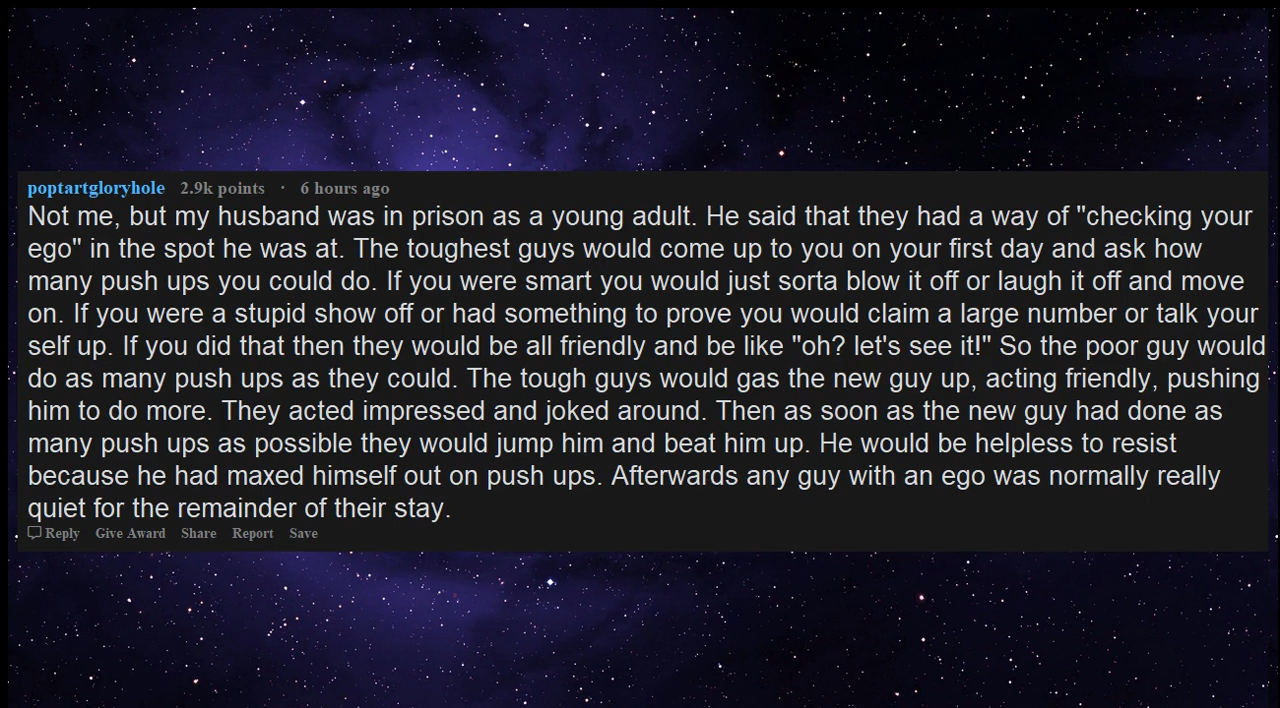 poptartgloryhole 2.9k points · 6 hours ago
Not me, but my husband was in prison as a young adult. He said that they had a way of "checking your
ego" in the spot he was at. The toughest guys would come up to you on your first day and ask how
many push ups you could do. If you were smart you would just sorta blow it off or laugh it off and move
on. If you were a stupid show off or had something to prove you would claim a large number or talk your
self up. If you did that then they would be all friendly and be like "oh? let's see it!" So the poor guy would
do as many push ups as they could. The tough guys would gas the new guy up, acting friendly, pushing
him to do more. They acted impressed and joked around. Then as soon as the new guy had done as
many push ups as possible they would jump him and beat him up. He would be helpless to resist
because he had maxed himself out on push ups. Afterwards any guy with an ego was normally really
quiet for the remainder of their stay.
Reply Give Award Share Report Save